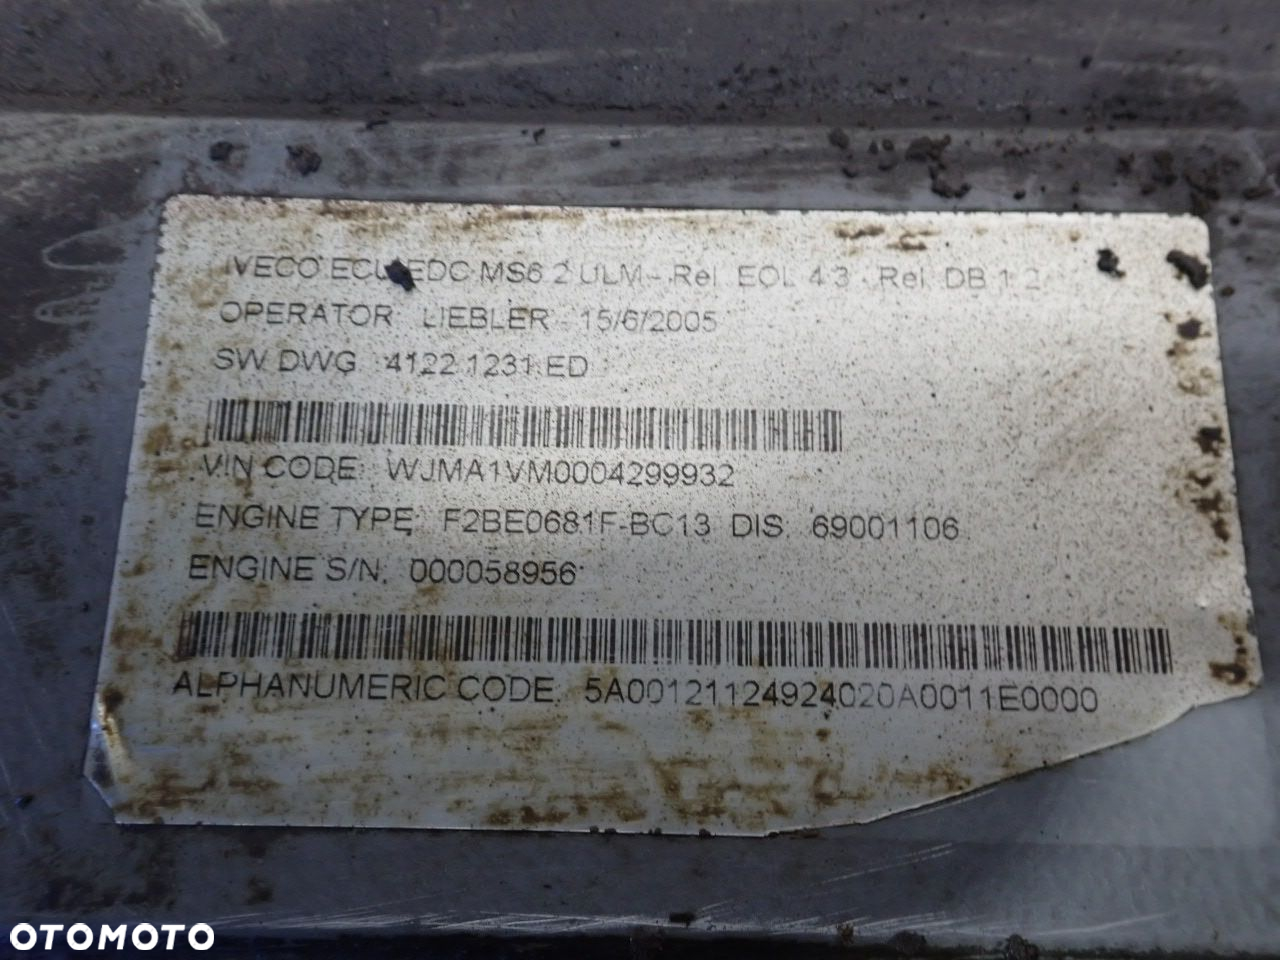 IVECO ECU EDC MS6.2 ULM - Rel. EOL 4.3 - Rel. DB 1.2
OPERATOR: LIEBLER - 15/6/2005
SW DWG : 4122.1231.ED
VIN CODE: WJMA1VM0004299932
ENGINE TYPE: F2BE0681F-BC13 DIS. 69001106
ENGINE S/N. 000058956
ALPHANUMERIC CODE: 5A00121124924020A0011E0000
OTOMOTO